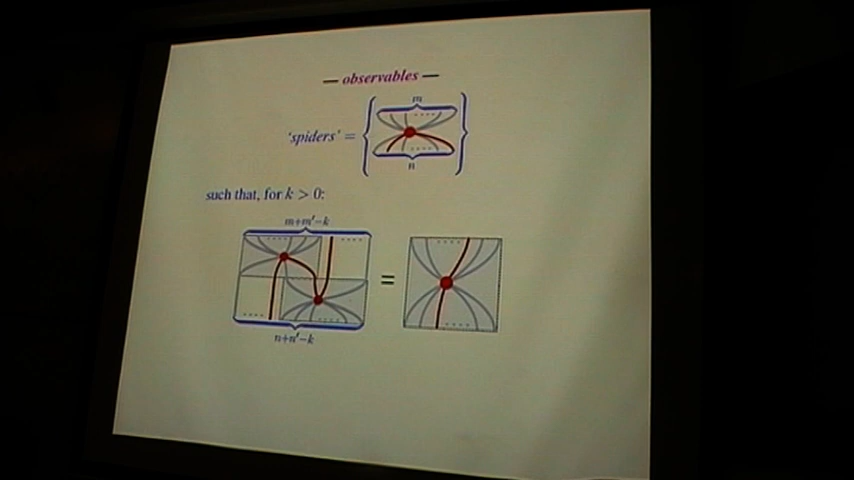 — observables —
m
'spiders' =
n
such that, for k > 0:
m+m'−k
=
n+n'−k